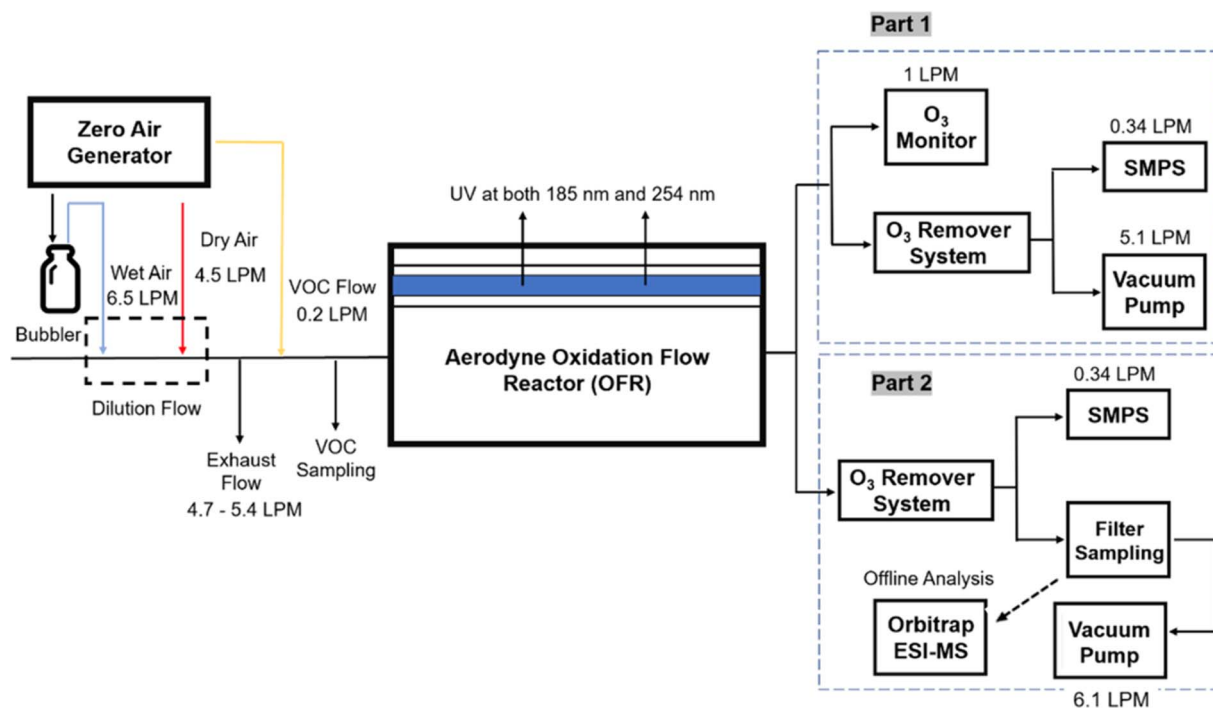 Part 1
1 LPM
O₃
Monitor
0.34 LPM
SMPS
O₃ Remover
System
5.1 LPM
Vacuum
Pump
Zero Air
Generator
UV at both 185 nm and 254 nm
Dry Air
4.5 LPM
Wet Air
6.5 LPM
VOC Flow
0.2 LPM
Bubbler
Dilution Flow
Aerodyne Oxidation Flow
Reactor (OFR)
Exhaust
Flow
4.7 - 5.4 LPM
VOC
Sampling
Part 2
0.34 LPM
SMPS
O₃ Remover
System
Filter
Sampling
Offline Analysis
Orbitrap
ESI-MS
Vacuum
Pump
6.1 LPM